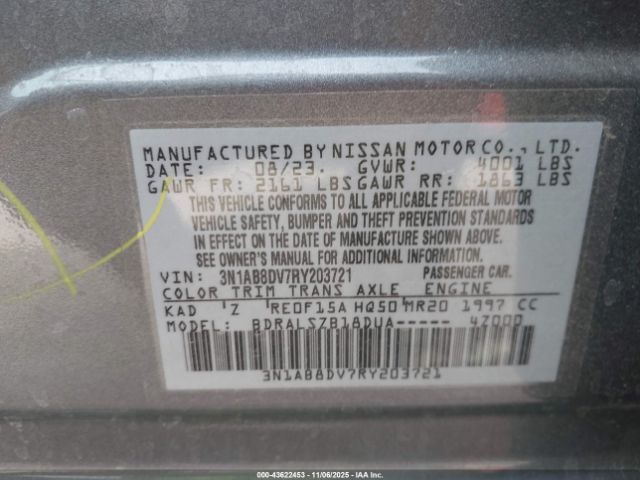 MANUFACTURED BY NISSAN MOTOR CO., LTD.
DATE: 08/23. GVWR: 4001 LBS
GAWR FR: 2161 LBS GAWR RR: 1863 LBS
THIS VEHICLE CONFORMS TO ALL APPLICABLE FEDERAL MOTOR
VEHICLE SAFETY, BUMPER AND THEFT PREVENTION STANDARDS
IN EFFECT ON THE DATE OF MANUFACTURE SHOWN ABOVE.
SEE OWNER'S MANUAL FOR ADDITIONAL INFORMATION.
VIN: 3N1AB8DV7RY203721 PASSENGER CAR.
COLOR TRIM TRANS AXLE ENGINE
KAD Z RE0F15A HQ50 MR20 1997 CC
MODEL: BDRALSZB18DUA----- 4Z000
3N1AB8DV7RY203721
000-43622453 - 11/06/2025 - IAA, Inc.